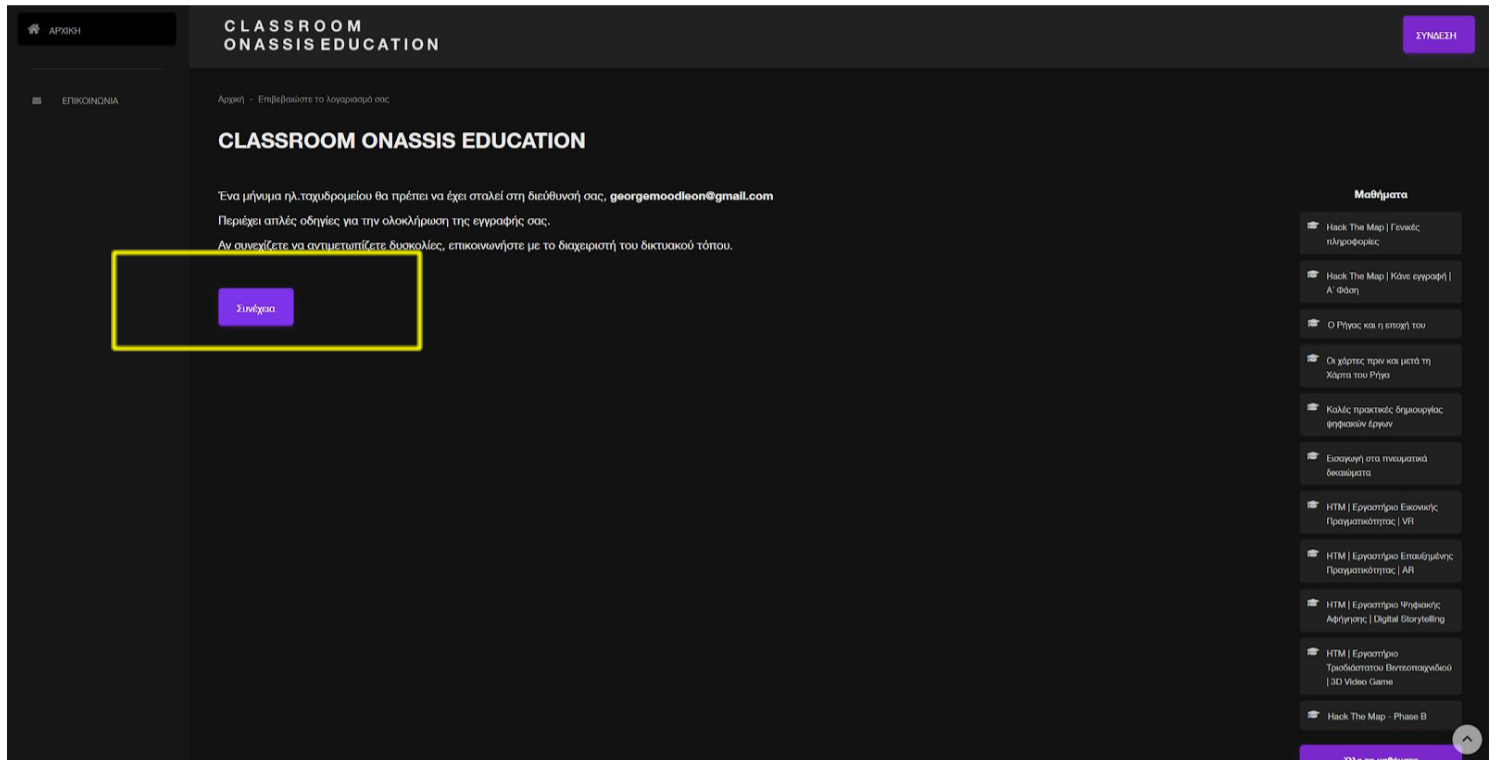 ΑΡΧΙΚΗ
ΕΠΙΚΟΙΝΩΝΙΑ
CLASSROOM
ONASSIS EDUCATION
ΣΥΝΔΕΣΗ
Αρχική - Επιβεβαιώστε το λογαριασμό σας
CLASSROOM ONASSIS EDUCATION
Ένα μήνυμα ηλ.ταχυδρομείου θα πρέπει να έχει σταλεί στη διεύθυνσή σας, georgemoodleon@gmail.com
Περιέχει απλές οδηγίες για την ολοκλήρωση της εγγραφής σας.
Αν συνεχίζετε να αντιμετωπίζετε δυσκολίες, επικοινωνήστε με το διαχειριστή του δικτυακού τόπου.
Συνέχεια
Μαθήματα
Hack The Map | Γενικές
πληροφορίες
Hack The Map | Κάνε εγγραφή |
Α΄ Φάση
Ο Ρήγας και η εποχή του
Οι χάρτες πριν και μετά τη
Χάρτα του Ρήγα
Καλές πρακτικές δημιουργίας
ψηφιακών έργων
Εισαγωγή στα πνευματικά
δικαιώματα
HTM | Εργαστήριο Εικονικής
Πραγματικότητας | VR
HTM | Εργαστήριο Επαυξημένης
Πραγματικότητας | AR
HTM | Εργαστήριο Ψηφιακής
Αφήγησης | Digital Storytelling
HTM | Εργαστήριο
Τρισδιάστατου Βιντεοπαιχνιδιού
| 3D Video Game
Hack The Map - Phase B